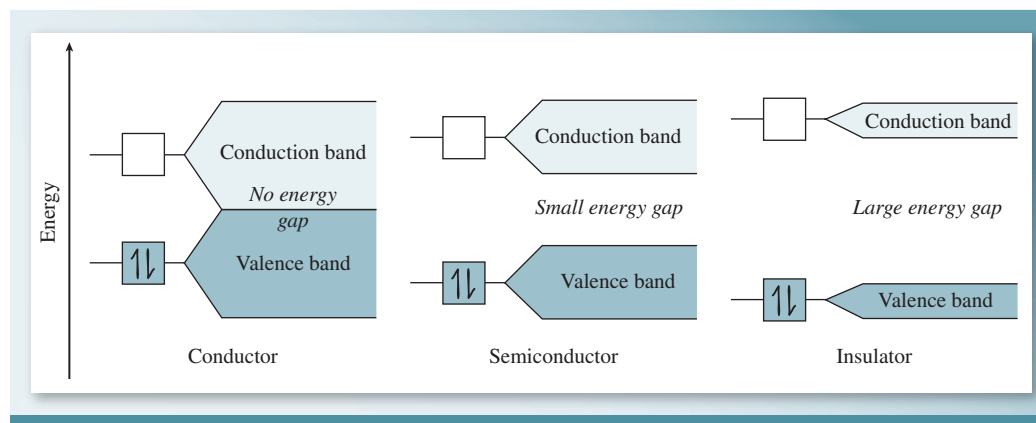 Energy
Conduction band
No energy
gap
Valence band
Conductor
Conduction band
Small energy gap
Valence band
Semiconductor
Conduction band
Large energy gap
Valence band
Insulator